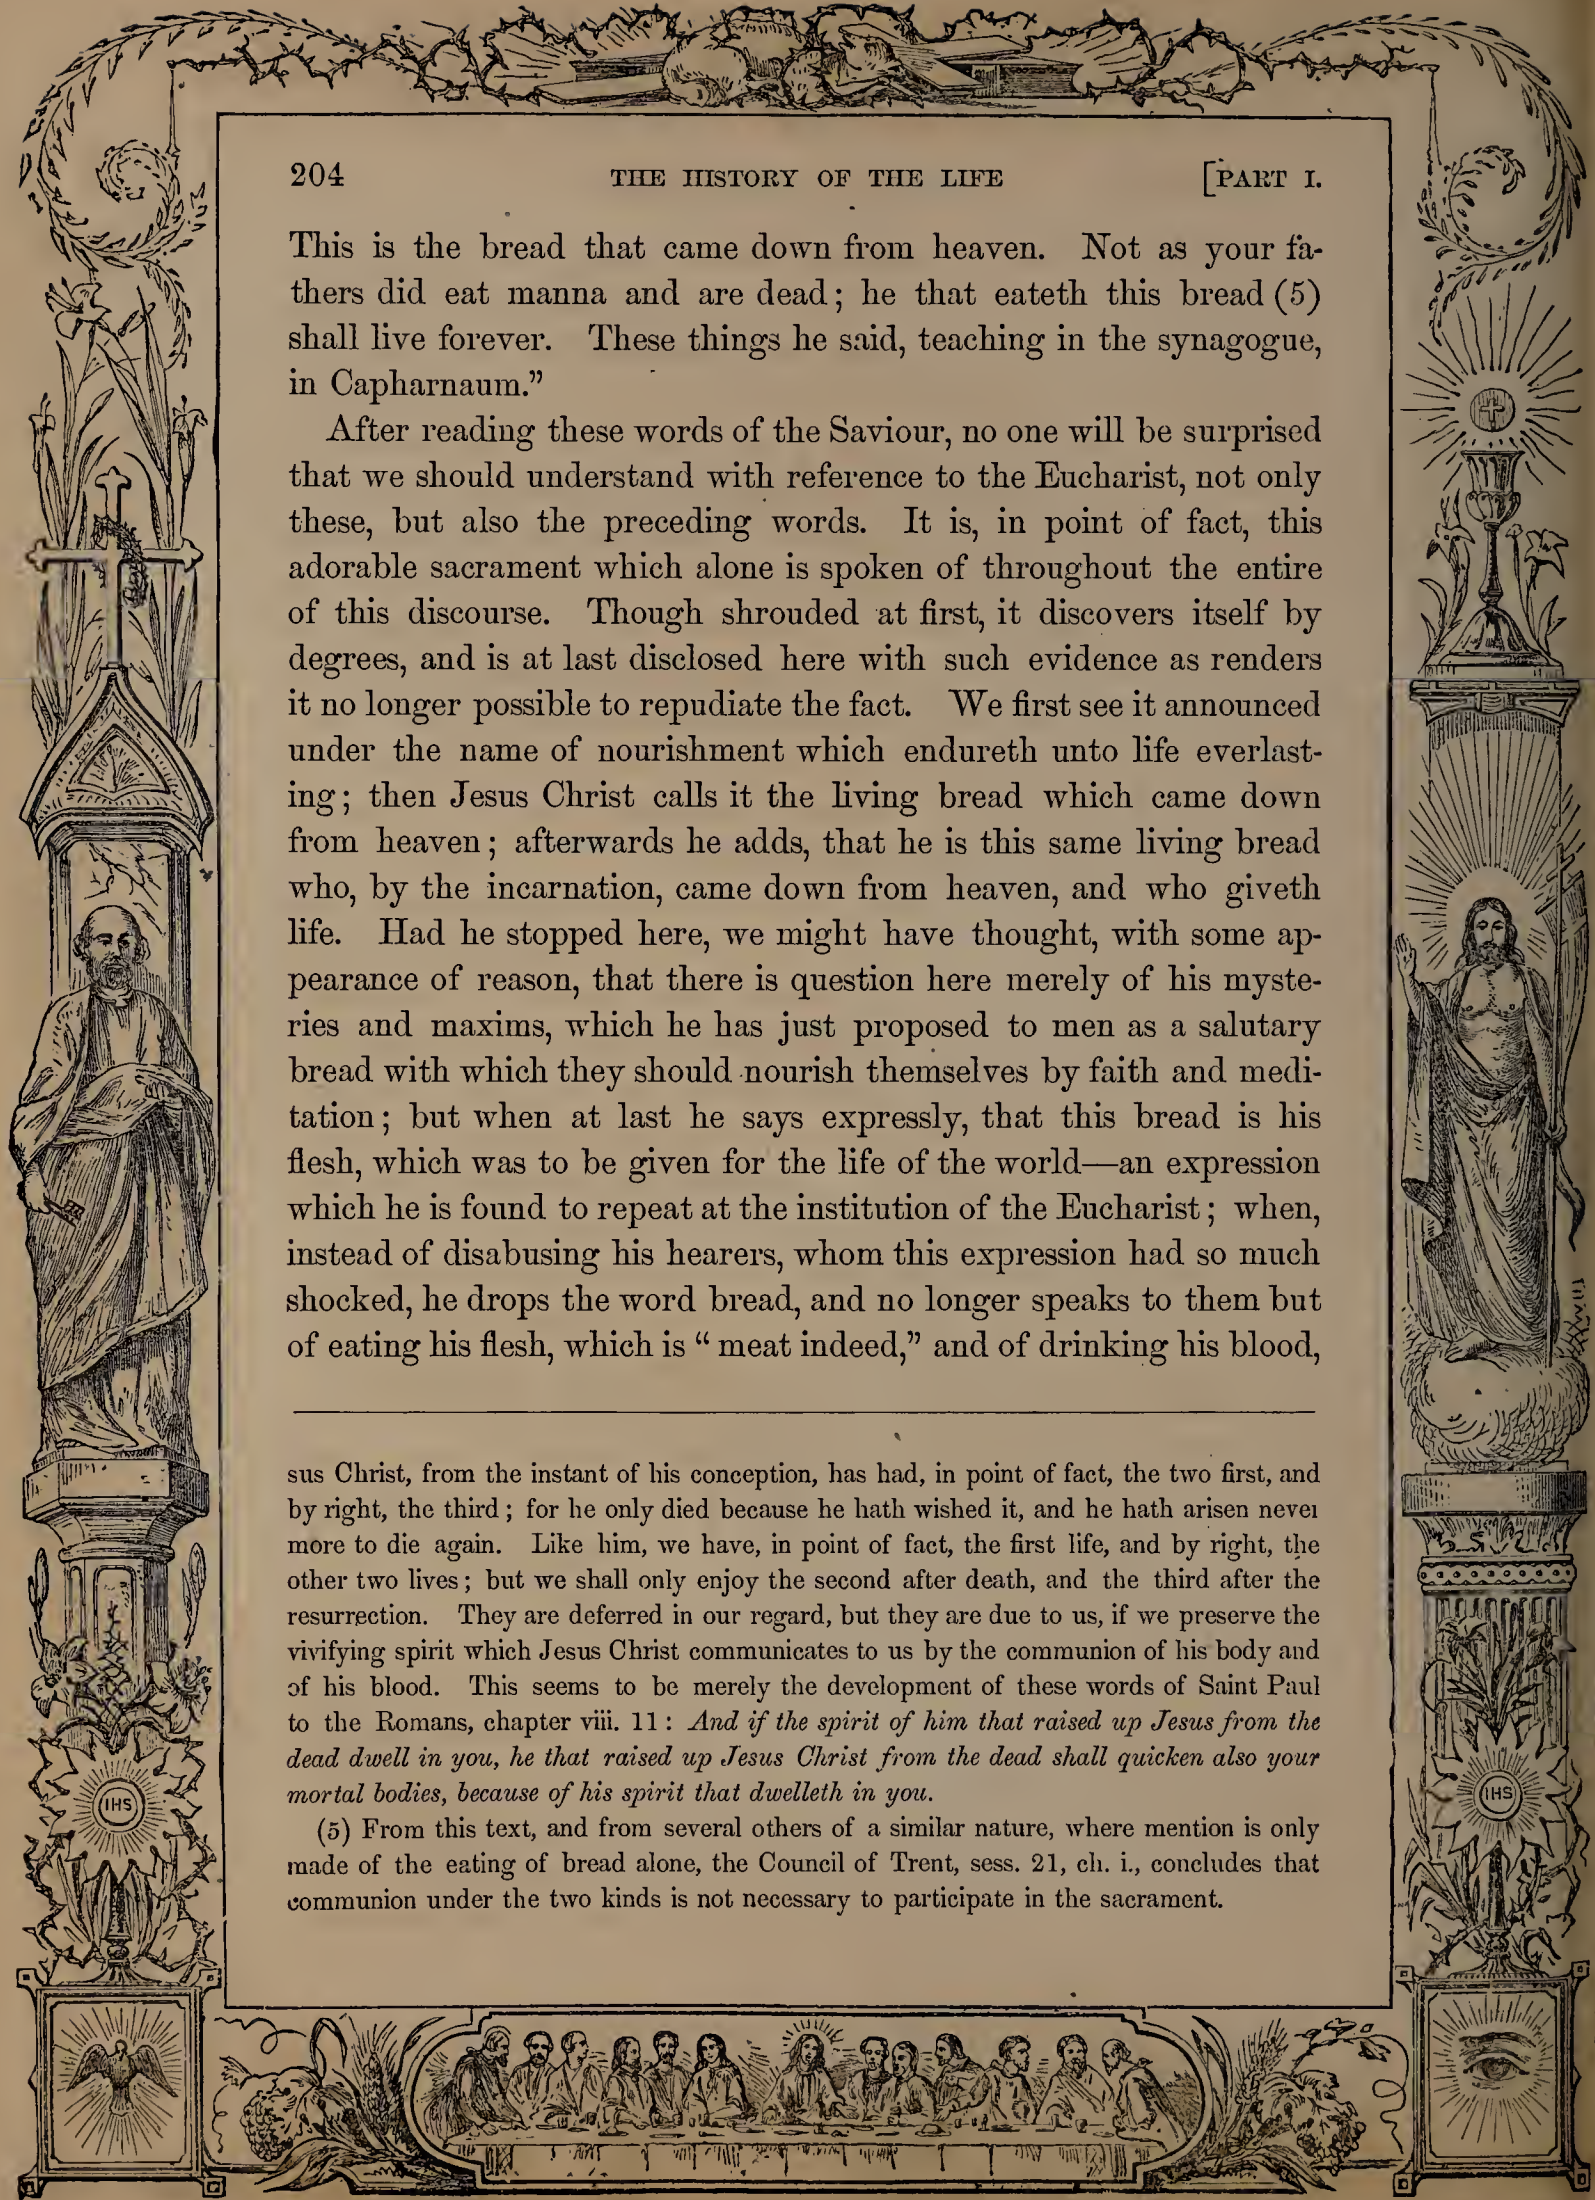 204 THE HISTORY OF THE LIFE [PART I.
This is the bread that came down from heaven. Not as your fa-
thers did eat manna and are dead; he that eateth this bread (5)
shall live forever. These things he said, teaching in the synagogue,
in Capharnaum.”
After reading these words of the Saviour, no one will be surprised
that we should understand with reference to the Eucharist, not only
these, but also the preceding words. It is, in point of fact, this
adorable sacrament which alone is spoken of throughout the entire
of this discourse. Though shrouded at first, it discovers itself by
degrees, and is at last disclosed here with such evidence as renders
it no longer possible to repudiate the fact. We first see it announced
under the name of nourishment which endureth unto life everlast-
ing; then Jesus Christ calls it the living bread which came down
from heaven; afterwards he adds, that he is this same living bread
who, by the incarnation, came down from heaven, and who giveth
life. Had he stopped here, we might have thought, with some ap-
pearance of reason, that there is question here merely of his myste-
ries and maxims, which he has just proposed to men as a salutary
bread with which they should nourish themselves by faith and medi-
tation; but when at last he says expressly, that this bread is his
flesh, which was to be given for the life of the world—an expression
which he is found to repeat at the institution of the Eucharist; when,
instead of disabusing his hearers, whom this expression had so much
shocked, he drops the word bread, and no longer speaks to them but
of eating his flesh, which is “ meat indeed,” and of drinking his blood,
sus Christ, from the instant of his conception, has had, in point of fact, the two first, and
by right, the third; for he only died because he hath wished it, and he hath arisen never
more to die again. Like him, we have, in point of fact, the first life, and by right, the
other two lives; but we shall only enjoy the second after death, and the third after the
resurrection. They are deferred in our regard, but they are due to us, if we preserve the
vivifying spirit which Jesus Christ communicates to us by the communion of his body and
of his blood. This seems to be merely the development of these words of Saint Paul
to the Romans, chapter viii. 11: And if the spirit of him that raised up Jesus from the
dead dwell in you, he that raised up Jesus Christ from the dead shall quicken also your
mortal bodies, because of his spirit that dwelleth in you.
(5) From this text, and from several others of a similar nature, where mention is only
made of the eating of bread alone, the Council of Trent, sess. 21, ch. i., concludes that
communion under the two kinds is not necessary to participate in the sacrament.
IHS
IHS